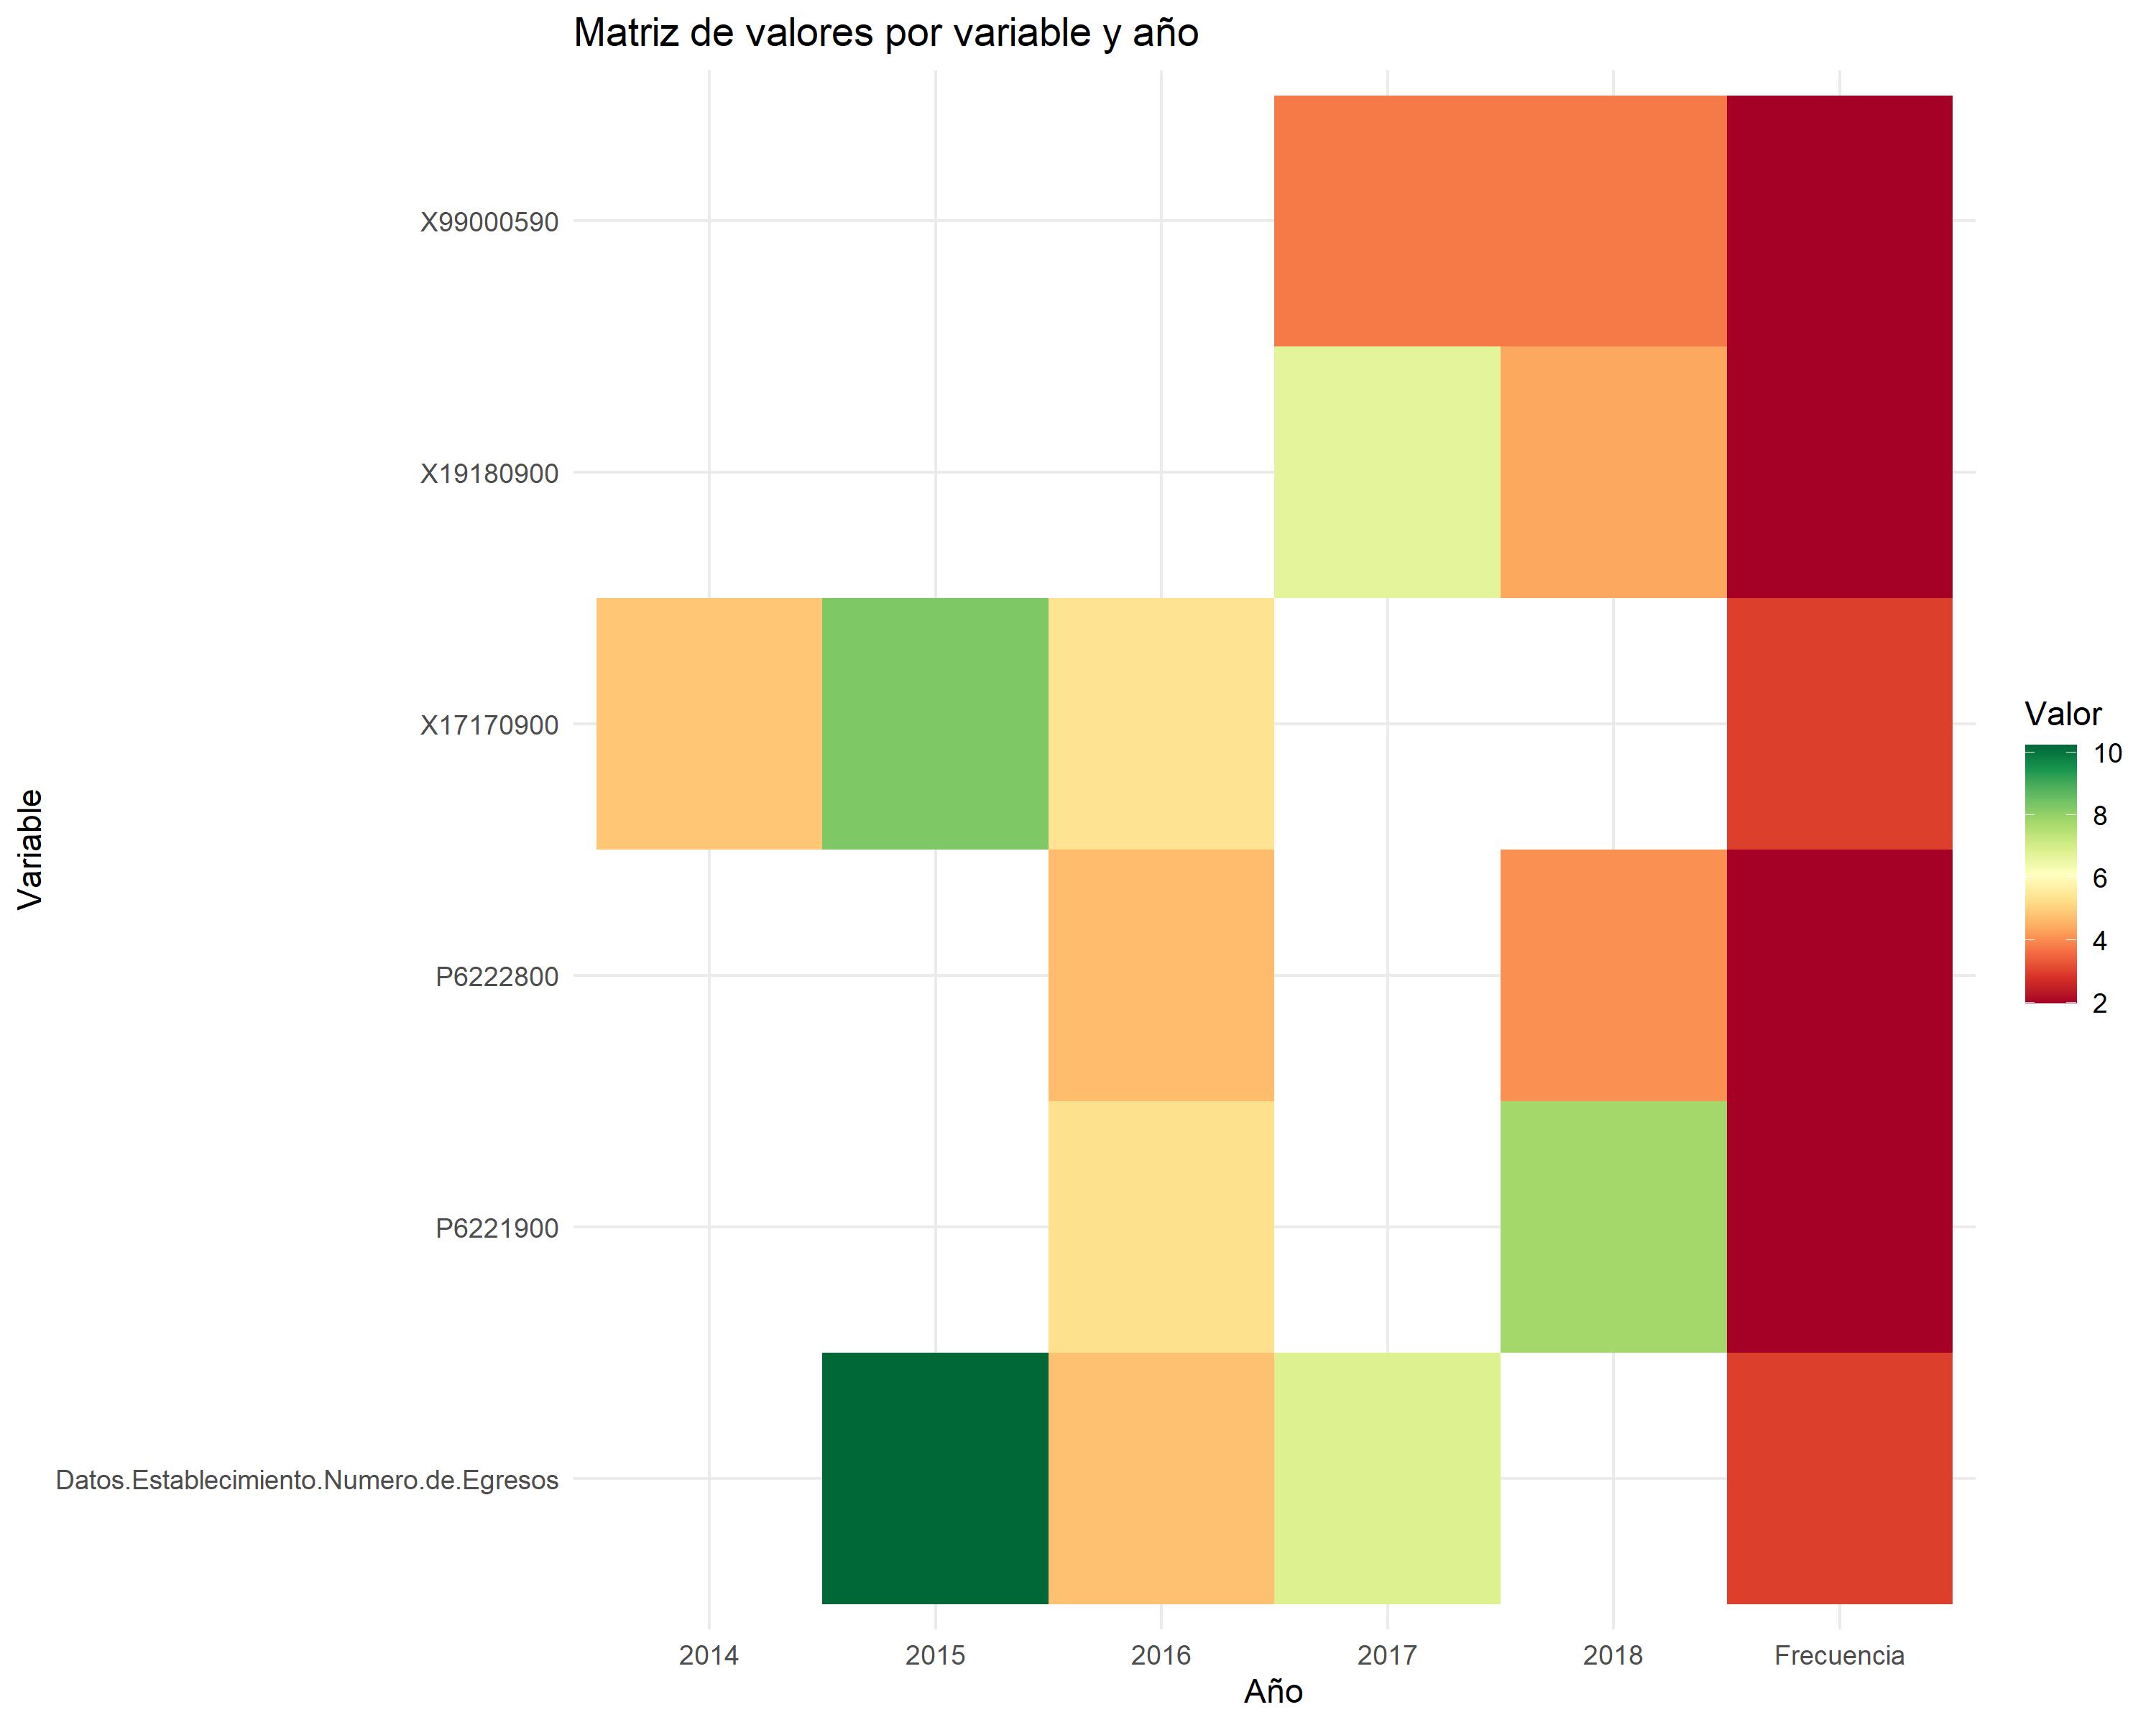 Matriz de valores por variable y año
X99000590
X19180900
X17170900
P6222800
P6221900
Datos.Establecimiento.Numero.de.Egresos
Variable
2014 2015 2016 2017 2018 Frecuencia
Año
Valor
10
8
6
4
2